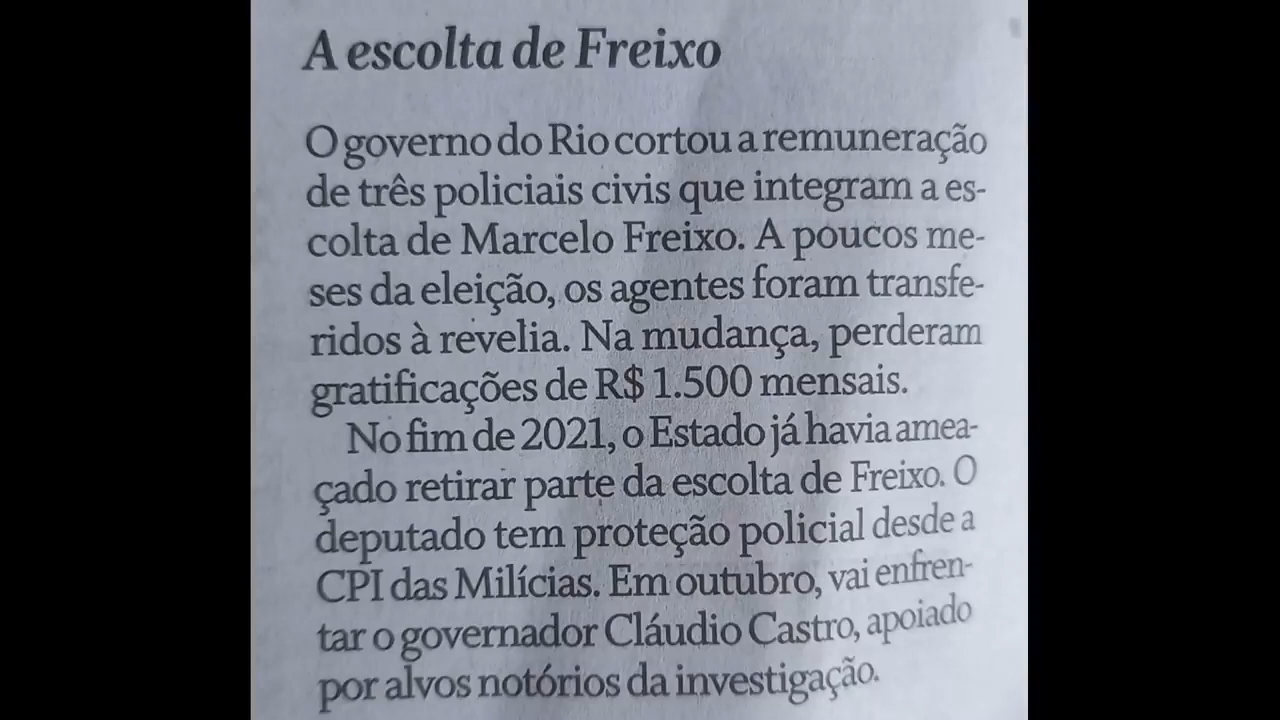 A escolta de Freixo
O governo do Rio cortou a remuneração
de três policiais civis que integram a es-
colta de Marcelo Freixo. A poucos me-
ses da eleição, os agentes foram transfe-
ridos à revelia. Na mudança, perderam
gratificações de R$ 1.500 mensais.
No fim de 2021, o Estado já havia amea-
çado retirar parte da escolta de Freixo. O
deputado tem proteção policial desde a
CPI das Milícias. Em outubro, vai enfren-
tar o governador Cláudio Castro, apoiado
por alvos notórios da investigação.